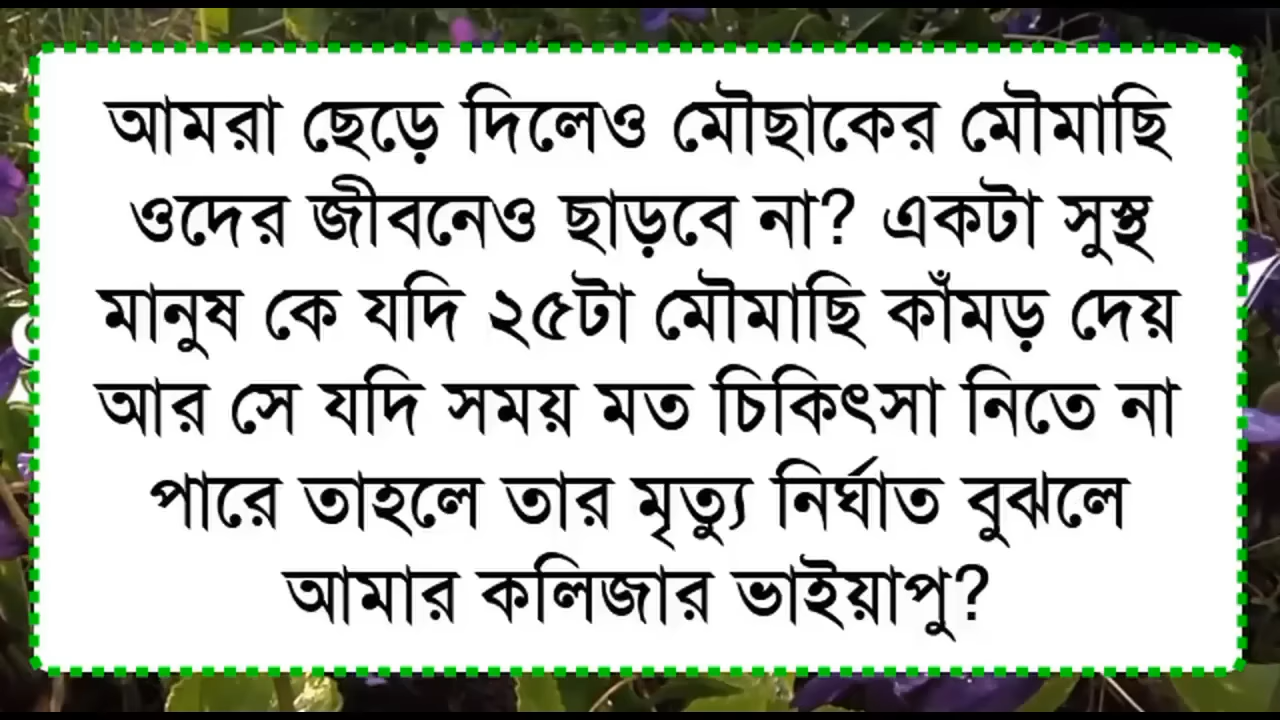 আমরা ছেড়ে দিলেও মৌছাকের মৌমাছি
ওদের জীবনেও ছাড়বে না? একটা সুস্থ
মানুষ কে যদি ২৫টা মৌমাছি কাঁমড় দেয়
আর সে যদি সময় মত চিকিৎসা নিতে না
পারে তাহলে তার মৃত্যু নির্ঘাত বুঝলে
আমার কলিজার ভাইয়াপু?